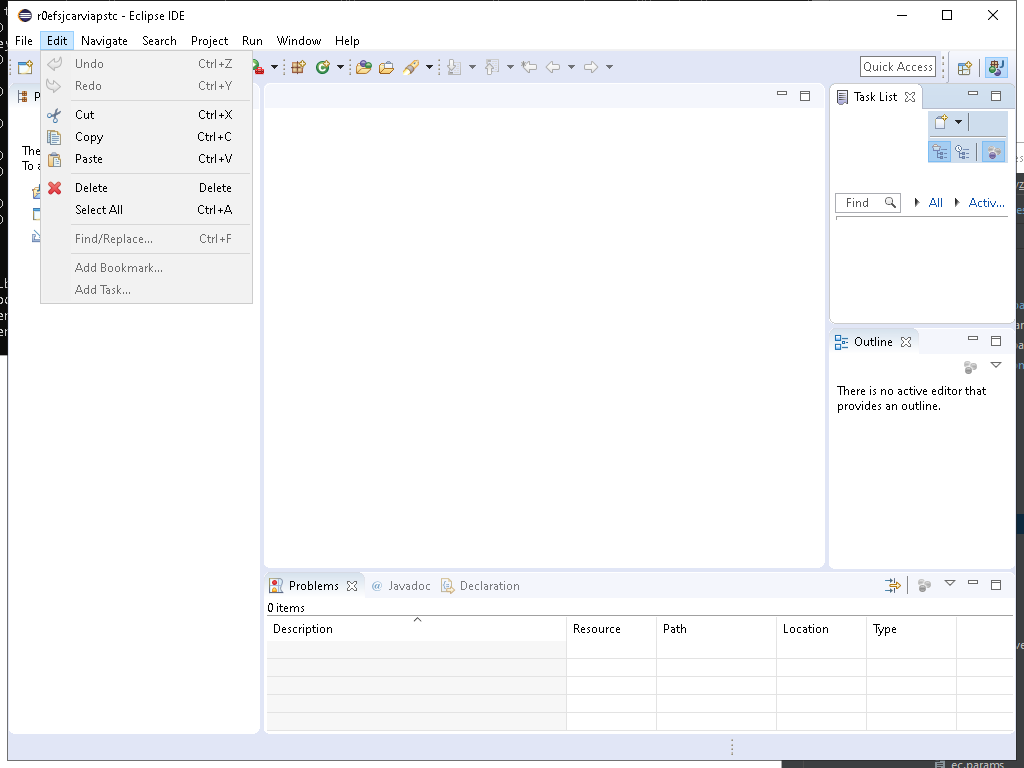 r0efsjcarviapstc - Eclipse IDE
File Edit Navigate Search Project Run Window Help
Quick Access
Undo Ctrl+Z
Redo Ctrl+Y
Cut Ctrl+X
Copy Ctrl+C
Paste Ctrl+V
Delete Delete
Select All Ctrl+A
Find/Replace... Ctrl+F
Add Bookmark...
Add Task...
Task List
Find All Activ...
Outline
There is no active editor that
provides an outline.
Problems @ Javadoc Declaration
0 items
Description Resource Path Location Type
ec.params